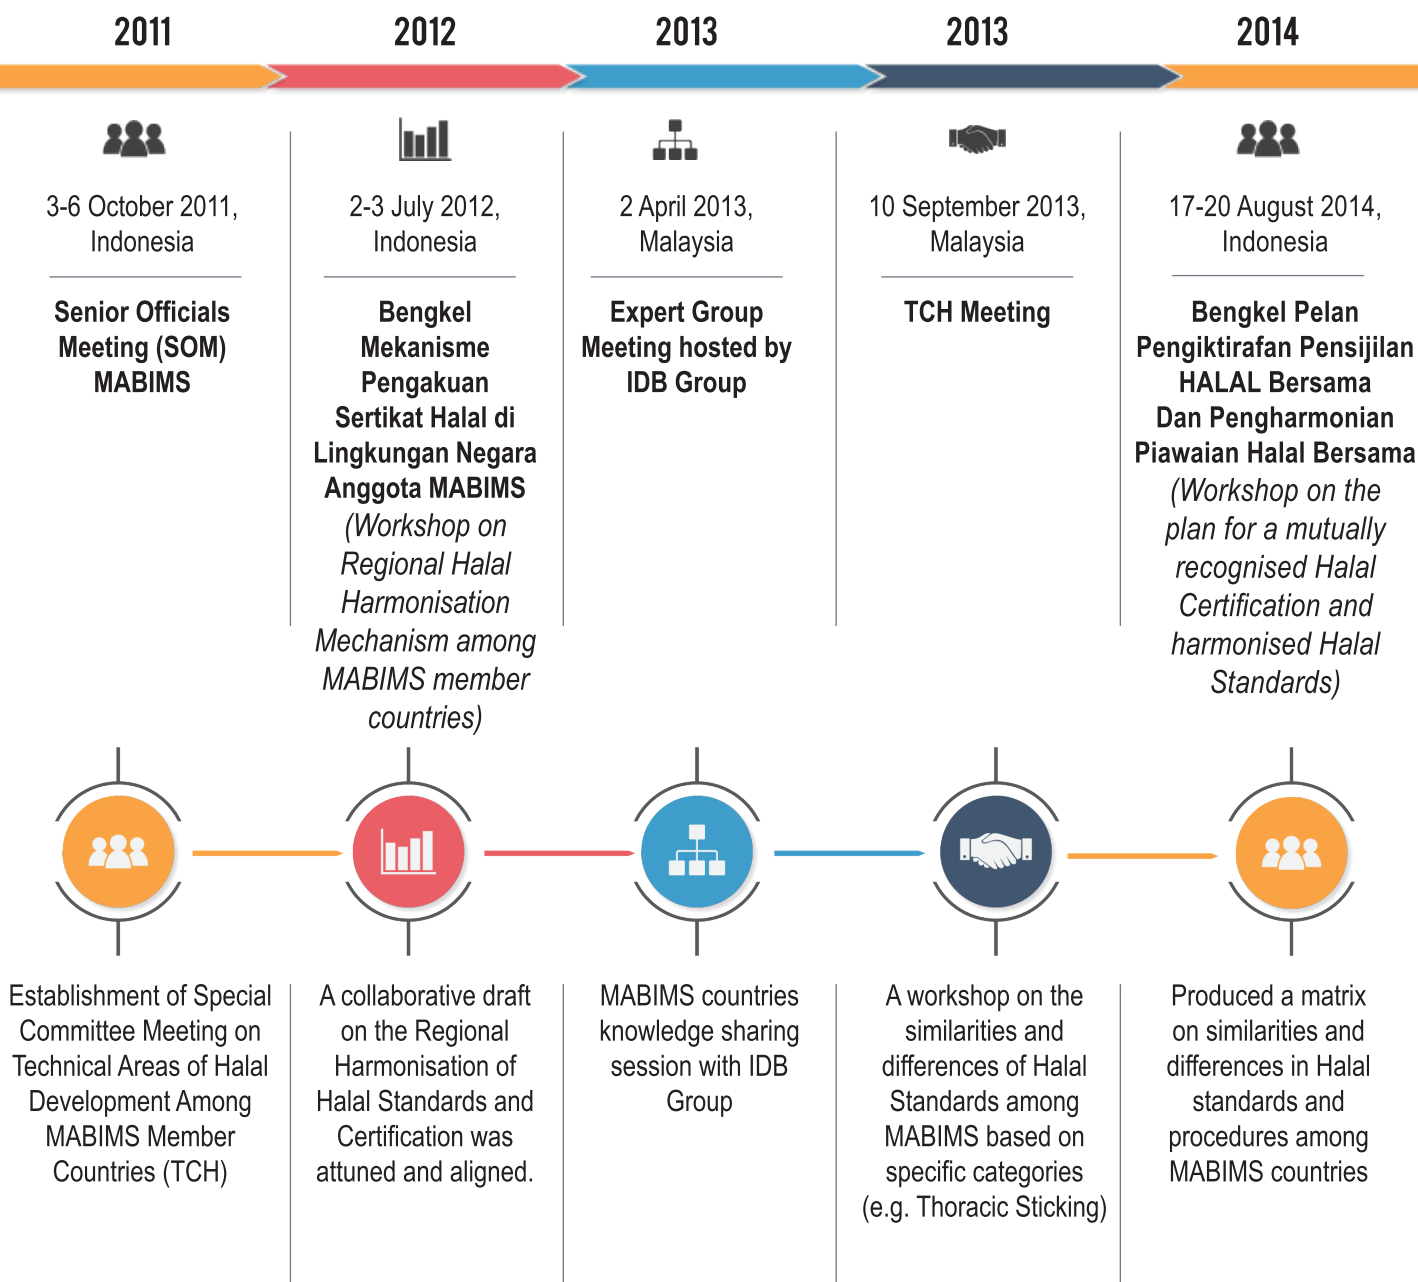 2011
2012
2013
2013
2014
3-6 October 2011,
Indonesia
Senior Officials
Meeting (SOM)
MABIMS
2-3 July 2012,
Indonesia
Bengkel
Mekanisme
Pengakuan
Sertikat Halal di
Lingkungan Negara
Anggota MABIMS
(Workshop on
Regional Halal
Harmonisation
Mechanism among
MABIMS member
countries)
2 April 2013,
Malaysia
Expert Group
Meeting hosted by
IDB Group
10 September 2013,
Malaysia
TCH Meeting
17-20 August 2014,
Indonesia
Bengkel Pelan
Pengiktirafan Pensijilan
HALAL Bersama
Dan Pengharmonian
Piawaian Halal Bersama
(Workshop on the
plan for a mutually
recognised Halal
Certification and
harmonised Halal
Standards)
Establishment of Special
Committee Meeting on
Technical Areas of Halal
Development Among
MABIMS Member
Countries (TCH)
A collaborative draft
on the Regional
Harmonisation of
Halal Standards and
Certification was
attuned and aligned.
MABIMS countries
knowledge sharing
session with IDB
Group
A workshop on the
similarities and
differences of Halal
Standards among
MABIMS based on
specific categories
(e.g. Thoracic Sticking)
Produced a matrix
on similarities and
differences in Halal
standards and
procedures among
MABIMS countries